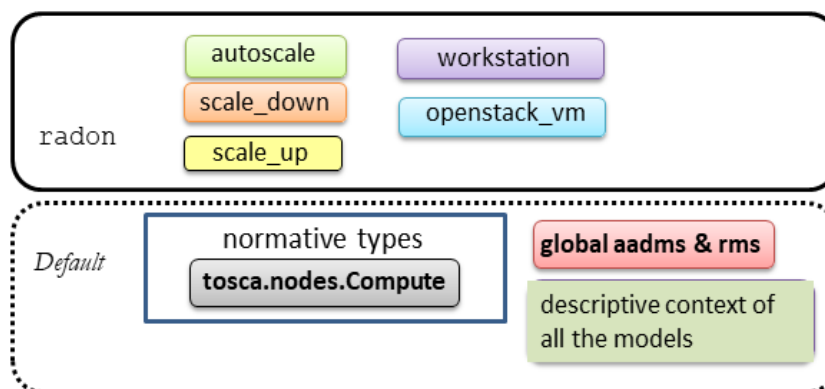 autoscale
workstation
scale_down
openstack_vm
radon
scale_up
normative types
global aadms & rms
Default
tosca.nodes.Compute
descriptive context of
all the models